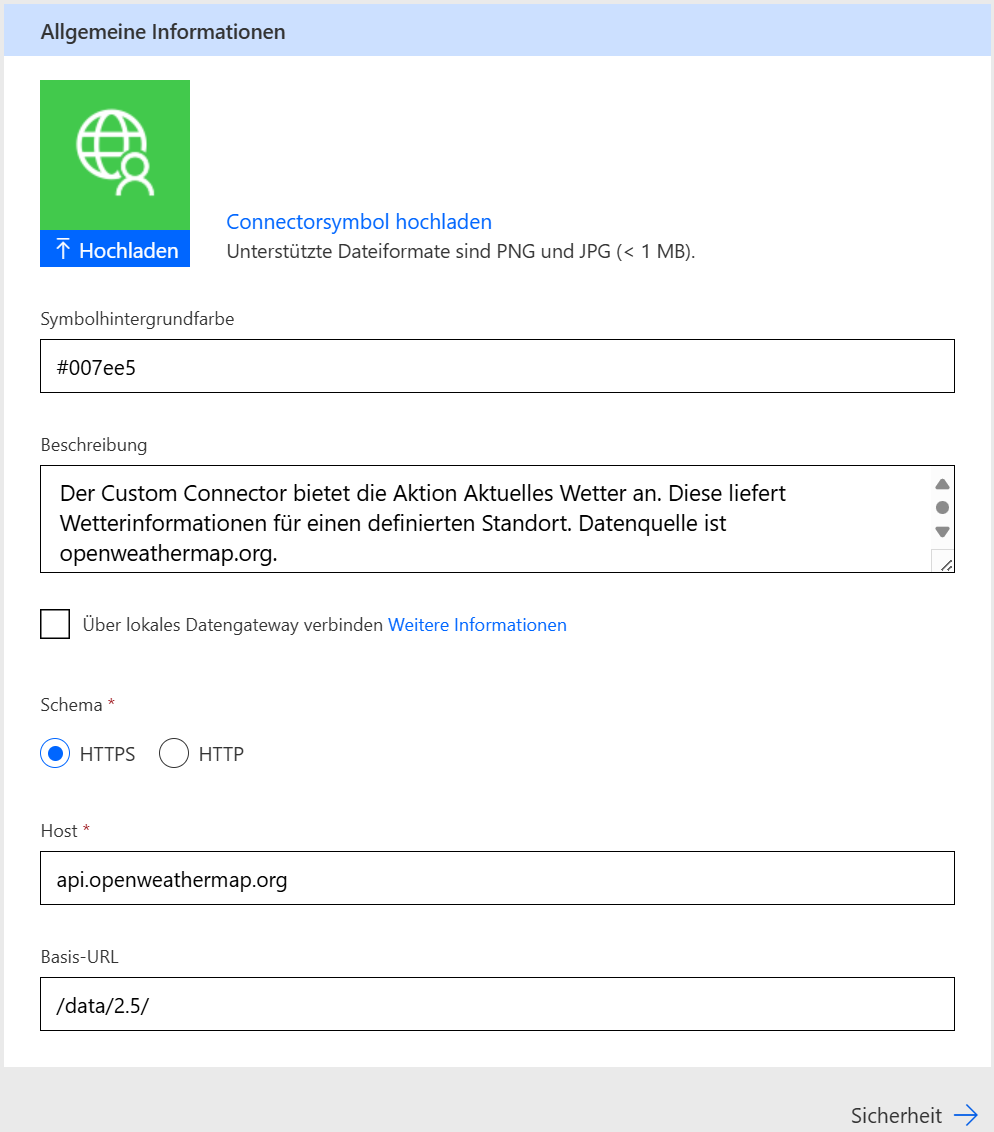 Allgemeine Informationen
Hochladen
Connectorsymbol hochladen
Unterstützte Dateiformate sind PNG und JPG (< 1 MB).
Symbolhintergrundfarbe
#007ee5
Beschreibung
Der Custom Connector bietet die Aktion Aktuelles Wetter an. Diese liefert
Wetterinformationen für einen definierten Standort. Datenquelle ist
openweathermap.org.
Über lokales Datengateway verbinden Weitere Informationen
Schema *
HTTPS HTTP
Host *
api.openweathermap.org
Basis-URL
/data/2.5/
Sicherheit